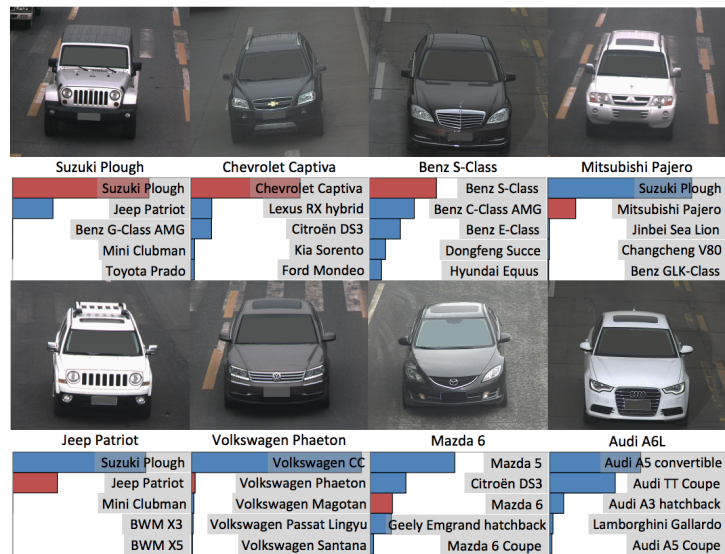 Suzuki Plough
Chevrolet Captiva
Benz S-Class
Mitsubishi Pajero
Suzuki Plough
Jeep Patriot
Benz G-Class AMG
Mini Clubman
Toyota Prado
Chevrolet Captiva
Lexus RX hybrid
Citroën DS3
Kia Sorento
Ford Mondeo
Benz S-Class
Benz C-Class AMG
Benz E-Class
Dongfeng Succe
Hyundai Equus
Suzuki Plough
Mitsubishi Pajero
Jinbei Sea Lion
Changcheng V80
Benz GLK-Class
Jeep Patriot
Volkswagen Phaeton
Mazda 6
Audi A6L
Suzuki Plough
Jeep Patriot
Mini Clubman
BWM X3
BWM X5
Volkswagen CC
Volkswagen Phaeton
Volkswagen Magotan
Volkswagen Passat Lingyu
Volkswagen Santana
Mazda 5
Citroën DS3
Mazda 6
Geely Emgrand hatchback
Mazda 6 Coupe
Audi A5 convertible
Audi TT Coupe
Audi A3 hatchback
Lamborghini Gallardo
Audi A5 Coupe